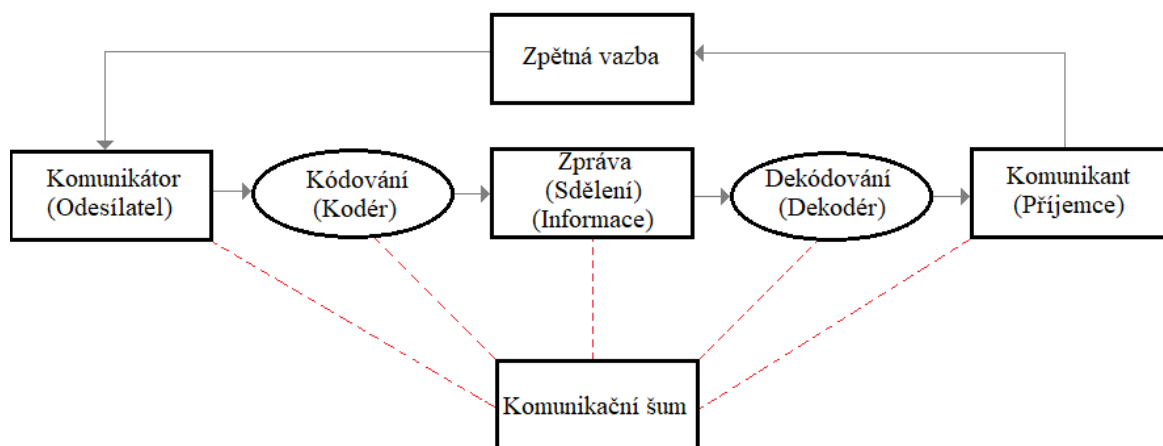 Zpětná vazba
Komunikátor
(Odesílatel)
Kódování
(Kodér)
Zpráva
(Sdělení)
(Informace)
Dekódování
(Dekodér)
Komunikant
(Příjemce)
Komunikační šum